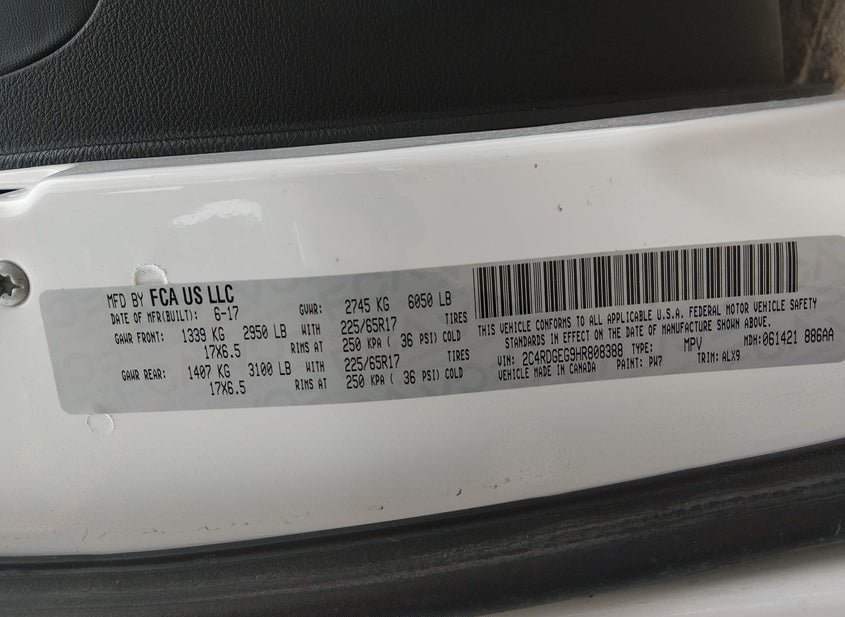 MFD BY FCA US LLC
DATE OF MFR(BUILT): 6-17 GVWR: 2745 KG 6050 LB
GAWR FRONT: 1339 KG 2950 LB WITH 225/65R17 TIRES
17X6.5 RIMS AT 250 KPA ( 36 PSI) COLD
GAWR REAR: 1407 KG 3100 LB WITH 225/65R17 TIRES
17X6.5 RIMS AT 250 KPA ( 36 PSI) COLD
THIS VEHICLE CONFORMS TO ALL APPLICABLE U.S.A. FEDERAL MOTOR VEHICLE SAFETY
STANDARDS IN EFFECT ON THE DATE OF MANUFACTURE SHOWN ABOVE.
VIN: 2C4RDGEG9HR808388 TYPE: MPV MDH:061421 886AA
VEHICLE MADE IN CANADA PAINT: PW7 TRIM: ALX9